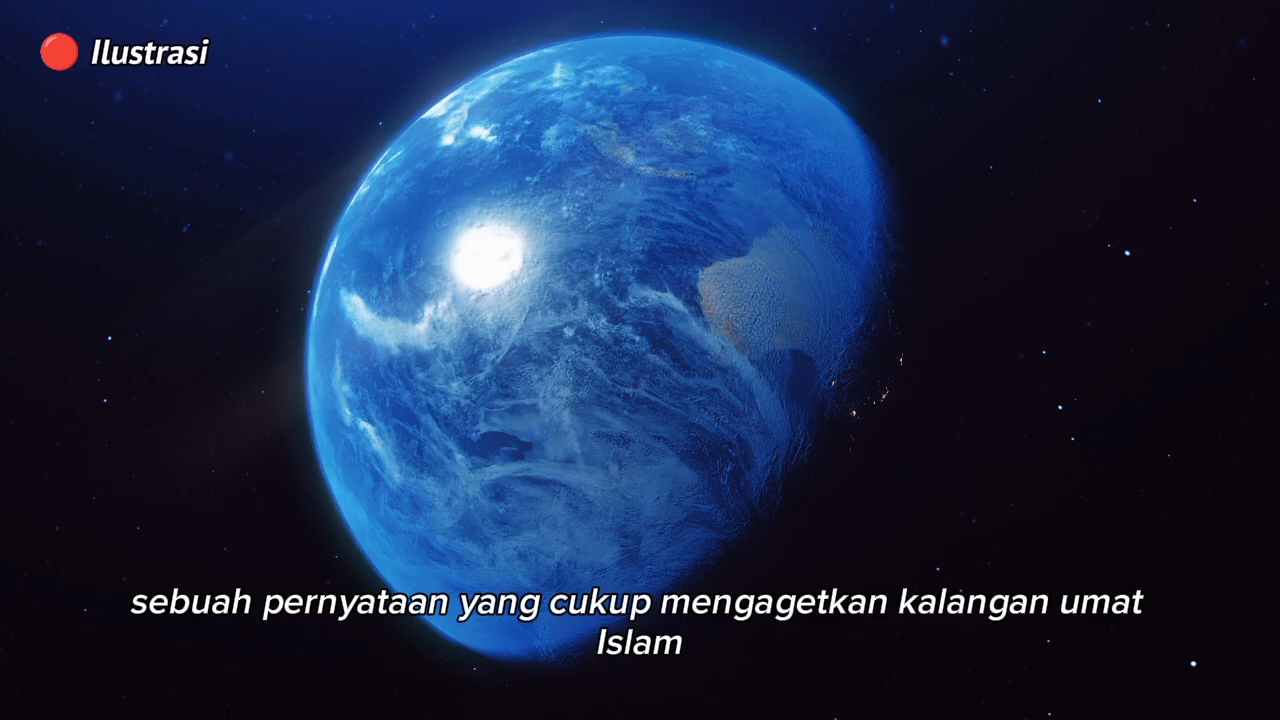 Ilustrasi
sebuah pernyataan yang cukup mengagetkan kalangan umat
Islam